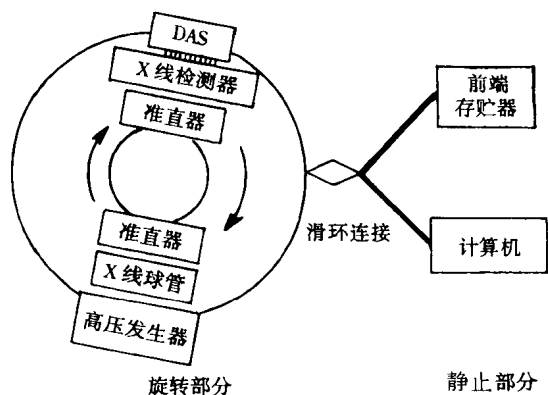 DAS
X线检测器
准直器
准直器
X线球管
高压发生器
旋转部分
滑环连接
前端
存贮器
计算机
静止部分